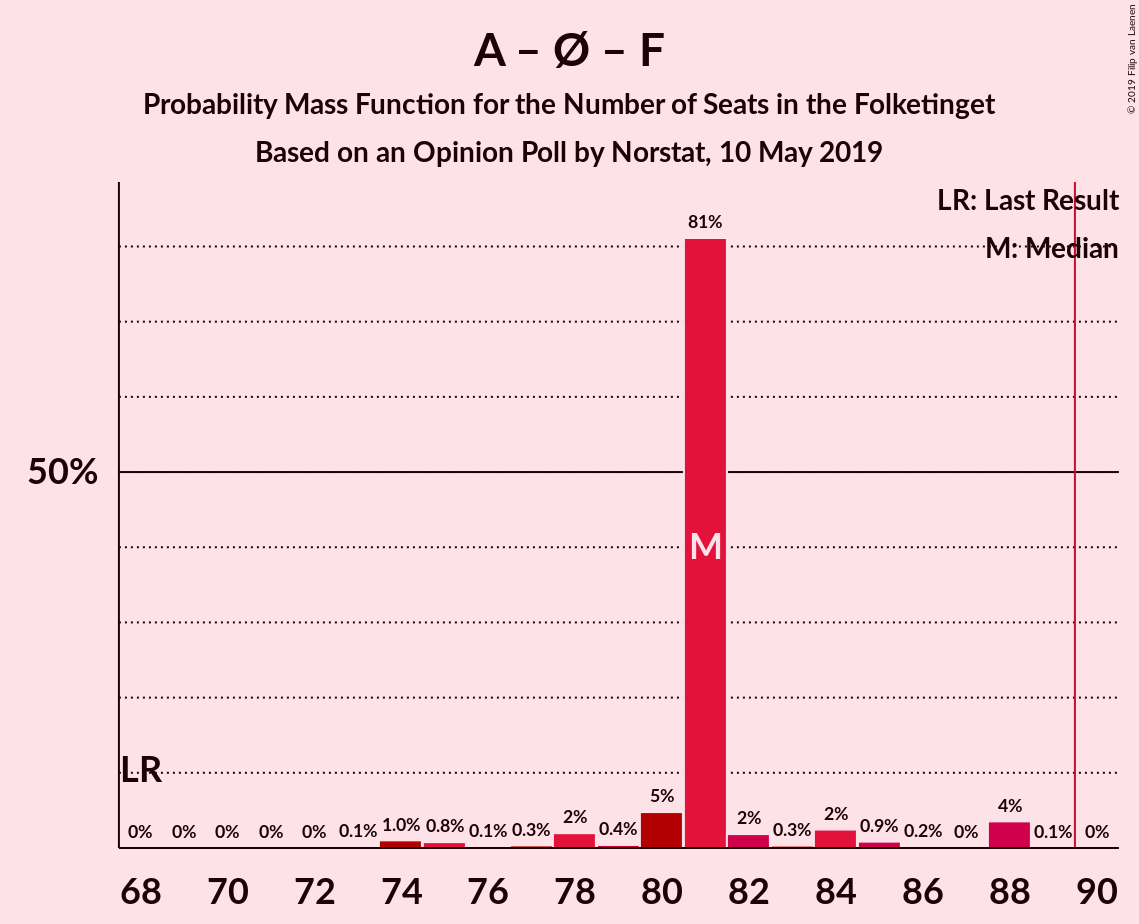 A – Ø – F
Probability Mass Function for the Number of Seats in the Folketinget
Based on an Opinion Poll by Norstat, 10 May 2019
© 2019 Filip van Laenen
LR: Last Result
M: Median
81%
50%
M
LR
0% 0% 0% 0% 0% 0.1% 1.0% 0.8% 0.1% 0.3% 2% 0.4% 5% 2% 0.3% 2% 0.9% 0.2% 0% 4% 0.1% 0%
68 70 72 74 76 78 80 82 84 86 88 90